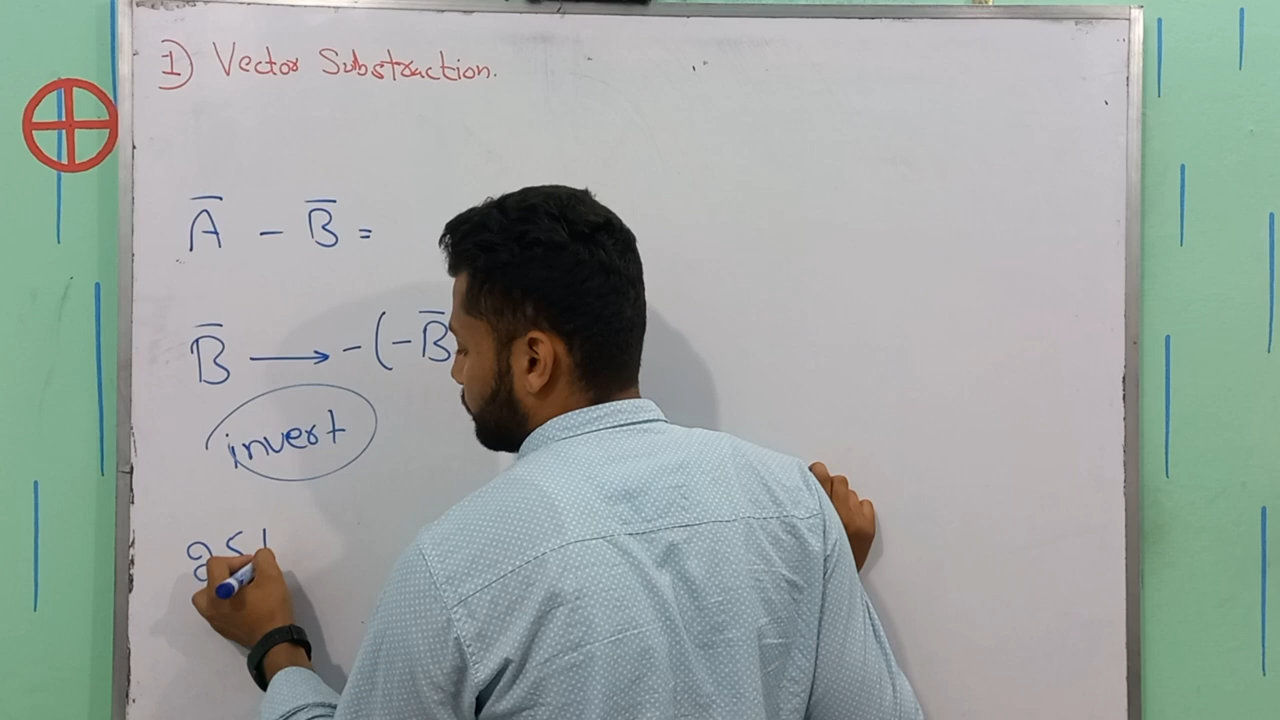 1) Vector Substraction.
A̅ - B̅ =
B̅ ⟶ -(-B̅
invert